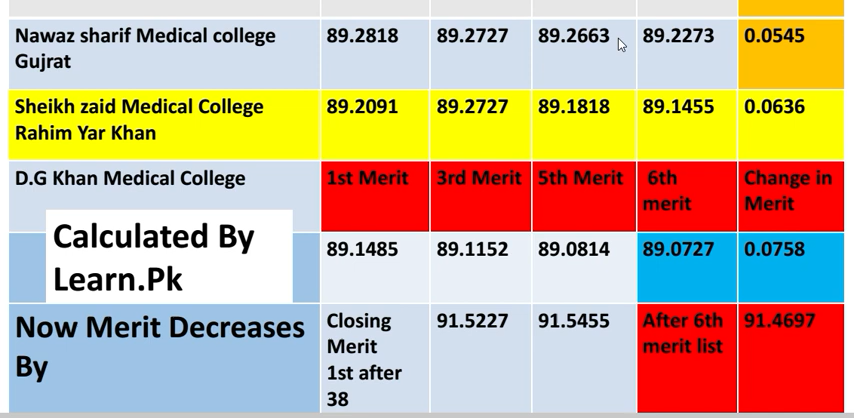 Nawaz sharif Medical college
Gujrat
89.2818 89.2727 89.2663 89.2273 0.0545
Sheikh zaid Medical College
Rahim Yar Khan
89.2091 89.2727 89.1818 89.1455 0.0636
D.G Khan Medical College
1st Merit 3rd Merit 5th Merit 6th
merit
Change in
Merit
Calculated By
Learn.Pk
89.1485 89.1152 89.0814 89.0727 0.0758
Now Merit Decreases
By
Closing
Merit
1st after
38
91.5227 91.5455 After 6th
merit list
91.4697